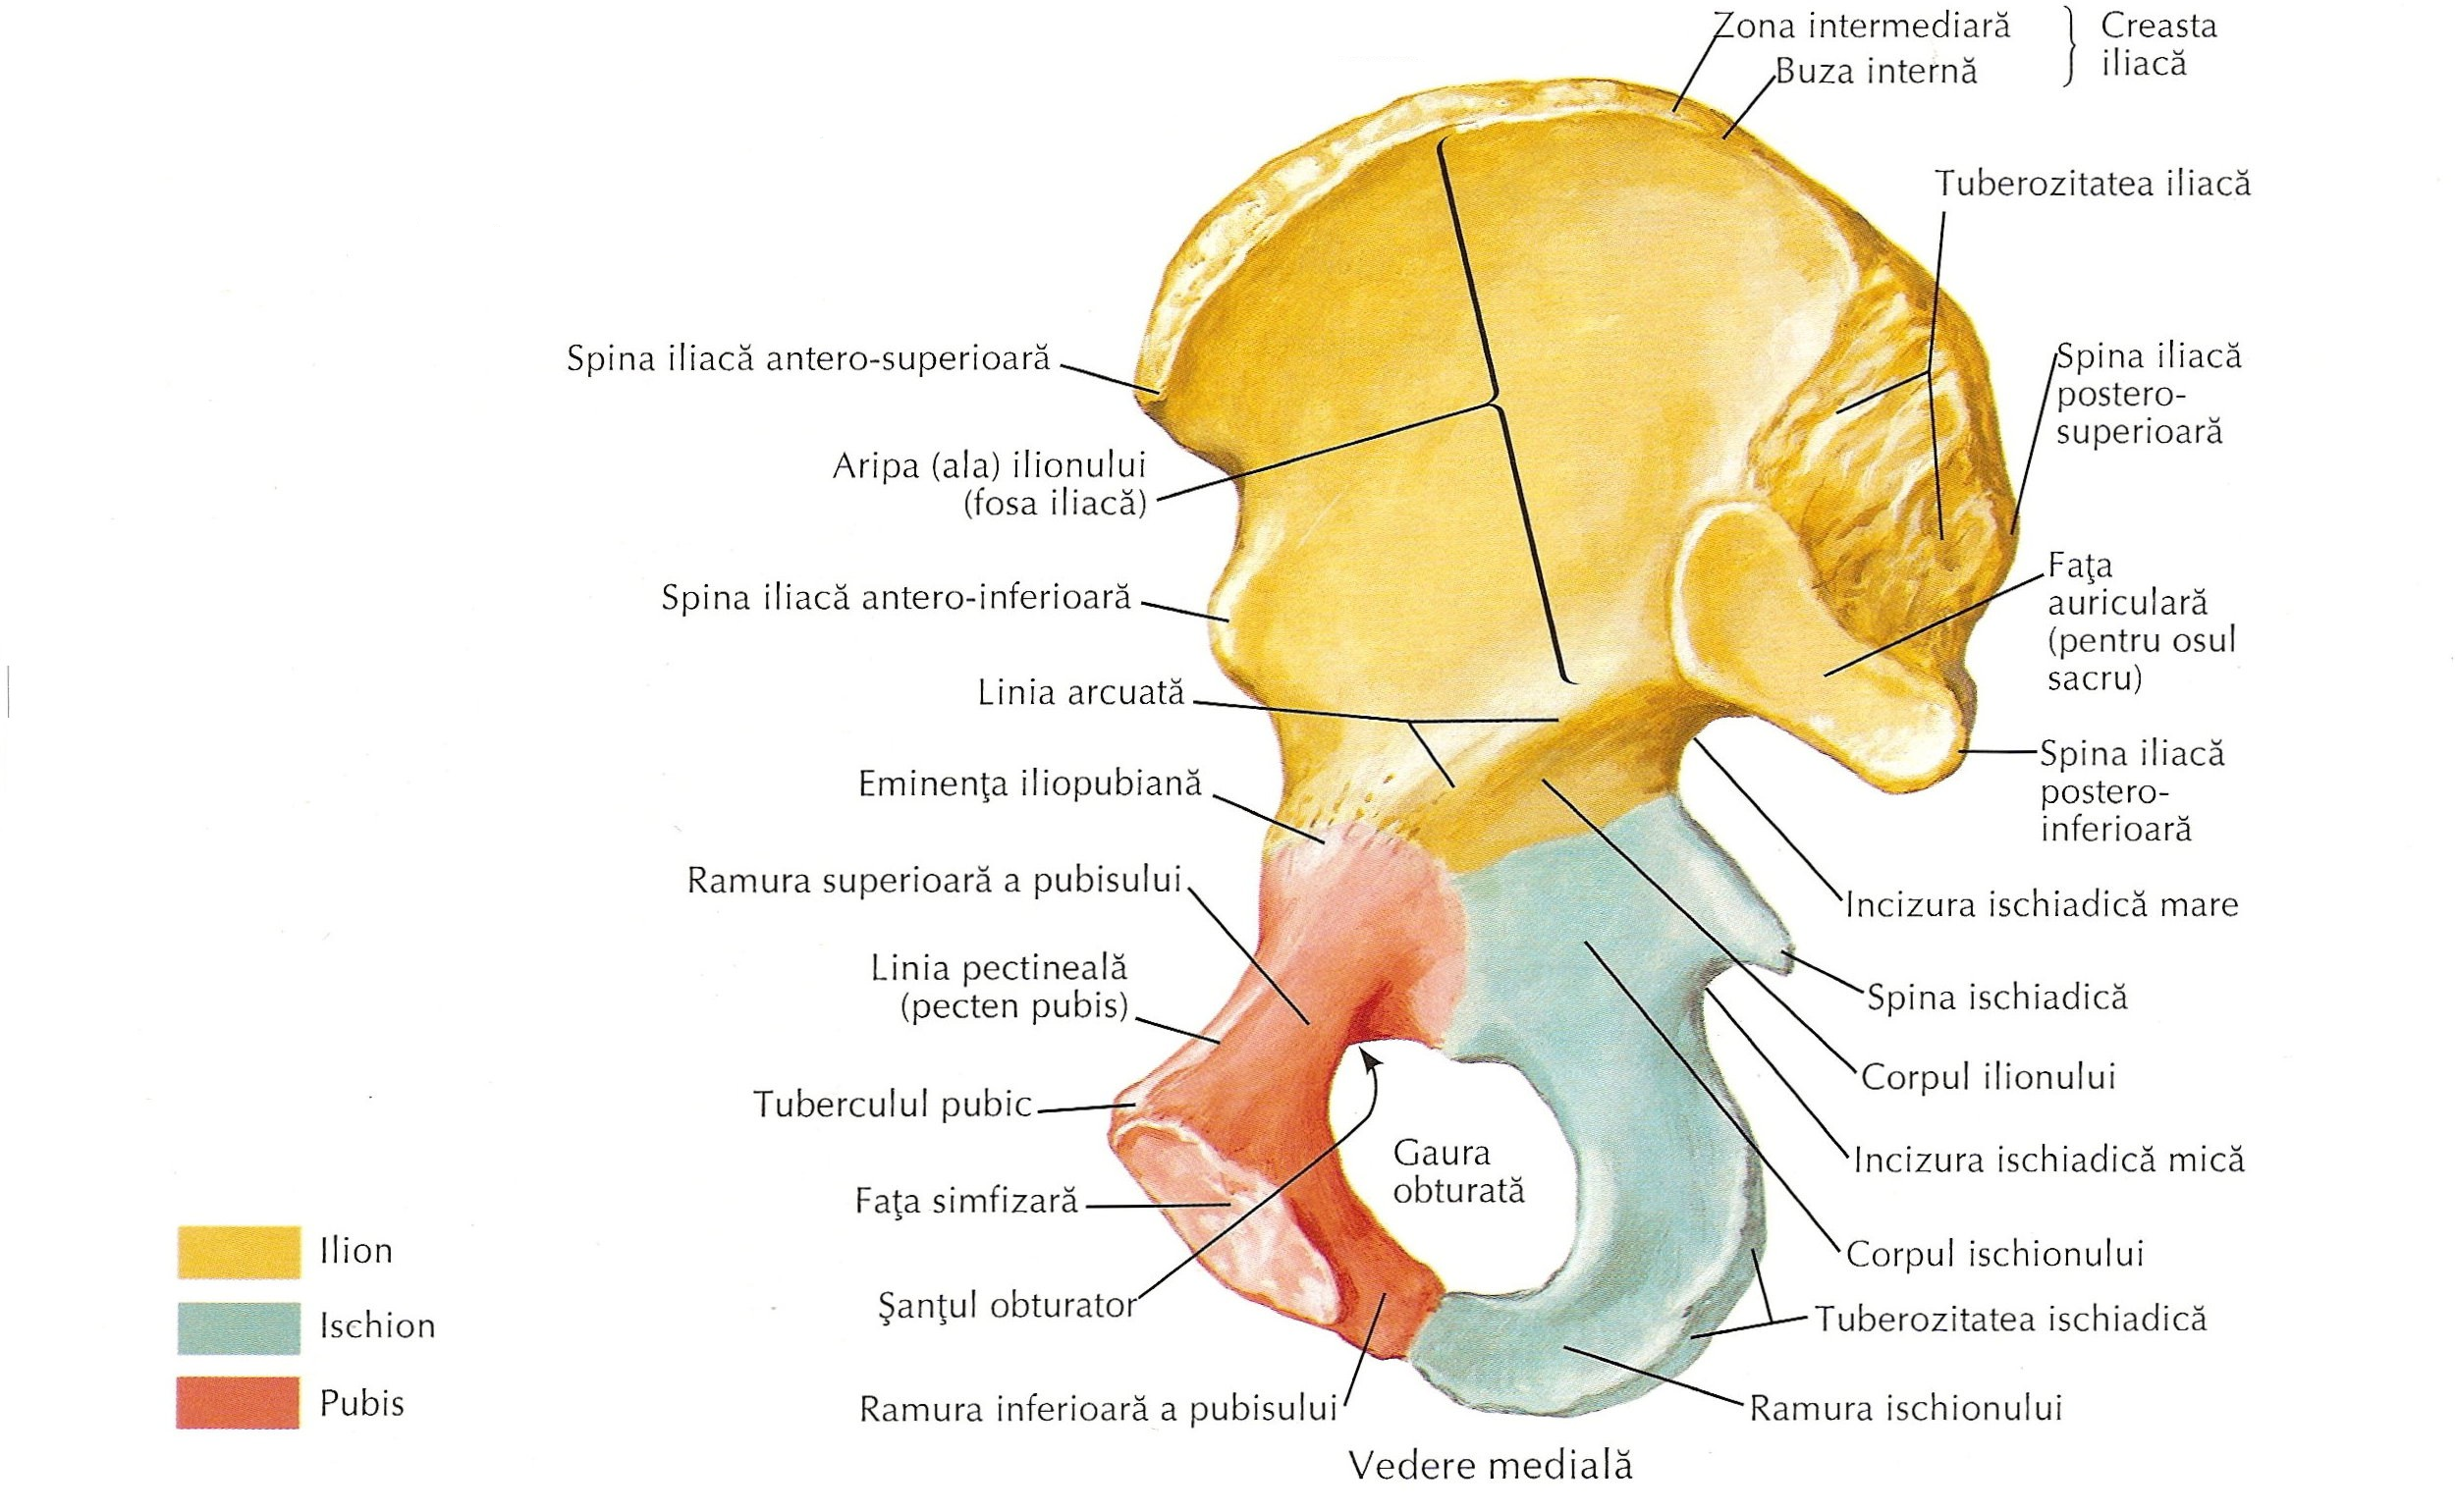 Zona intermediară
Buza internă
Creasta
iliacă
Tuberozitatea iliacă
Spina iliacă antero-superioară
Spina iliacă
postero-
superioară
Aripa (ala) ilionului
(fosa iliacă)
Faţa
auriculară
(pentru osul
sacru)
Spina iliacă antero-inferioară
Linia arcuată
Spina iliacă
postero-
inferioară
Eminenţa iliopubiană
Ramura superioară a pubisului
Incizura ischiadică mare
Linia pectineală
(pecten pubis)
Spina ischiadică
Corpul ilionului
Tuberculul pubic
Gaura
obturată
Incizura ischiadică mică
Faţa simfizară
Corpul ischionului
Şanţul obturator
Tuberozitatea ischiadică
Ramura inferioară a pubisului
Ramura ischionului
Ilion
Ischion
Pubis
Vedere medială